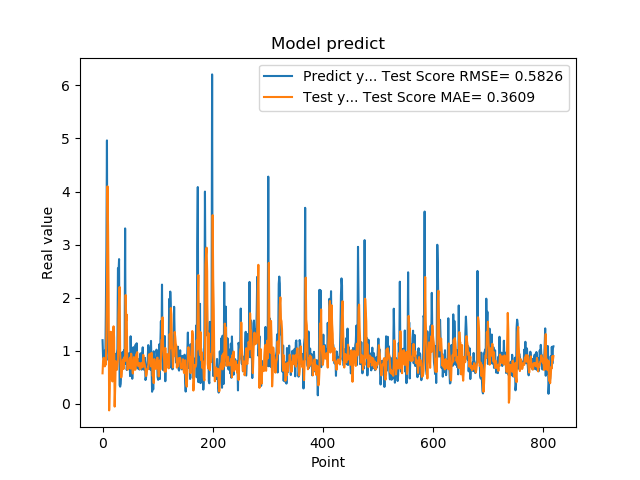 Model predict
Predict y... Test Score RMSE= 0.5826
Test y... Test Score MAE= 0.3609
Real value
6
5
4
3
2
1
0
0 200 400 600 800
Point